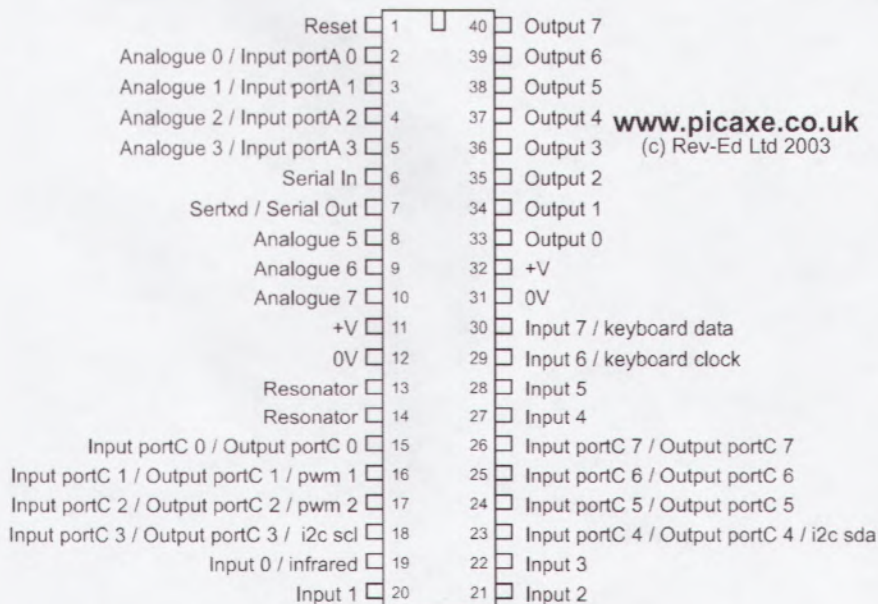 Reset 1 40 Output 7
Analogue 0 / Input portA 0 2 39 Output 6
Analogue 1 / Input portA 1 3 38 Output 5
Analogue 2 / Input portA 2 4 37 Output 4 www.picaxe.co.uk
Analogue 3 / Input portA 3 5 36 Output 3 (c) Rev-Ed Ltd 2003
Serial In 6 35 Output 2
Sertxd / Serial Out 7 34 Output 1
Analogue 5 8 33 Output 0
Analogue 6 9 32 +V
Analogue 7 10 31 0V
+V 11 30 Input 7 / keyboard data
0V 12 29 Input 6 / keyboard clock
Resonator 13 28 Input 5
Resonator 14 27 Input 4
Input portC 0 / Output portC 0 15 26 Input portC 7 / Output portC 7
Input portC 1 / Output portC 1 / pwm 1 16 25 Input portC 6 / Output portC 6
Input portC 2 / Output portC 2 / pwm 2 17 24 Input portC 5 / Output portC 5
Input portC 3 / Output portC 3 / i2c scl 18 23 Input portC 4 / Output portC 4 / i2c sda
Input 0 / infrared 19 22 Input 3
Input 1 20 21 Input 2